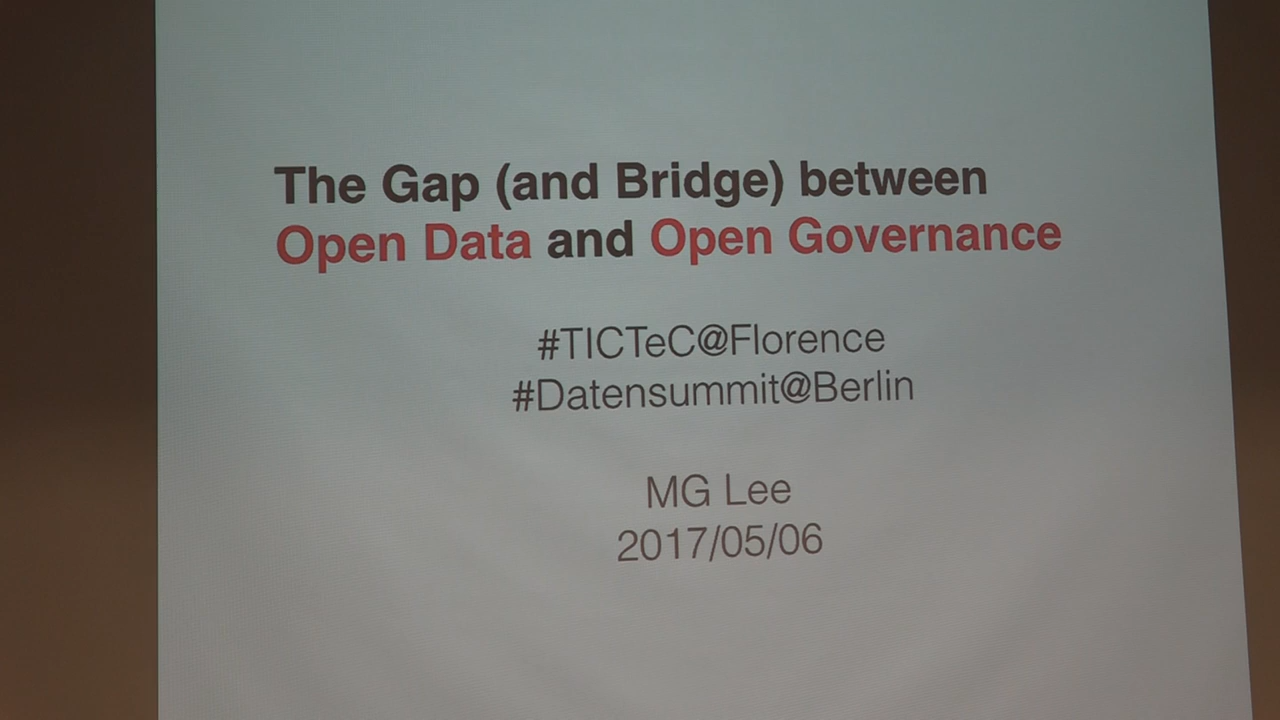 The Gap (and Bridge) between
Open Data and Open Governance
#TICTeC@Florence
#Datensummit@Berlin
MG Lee
2017/05/06